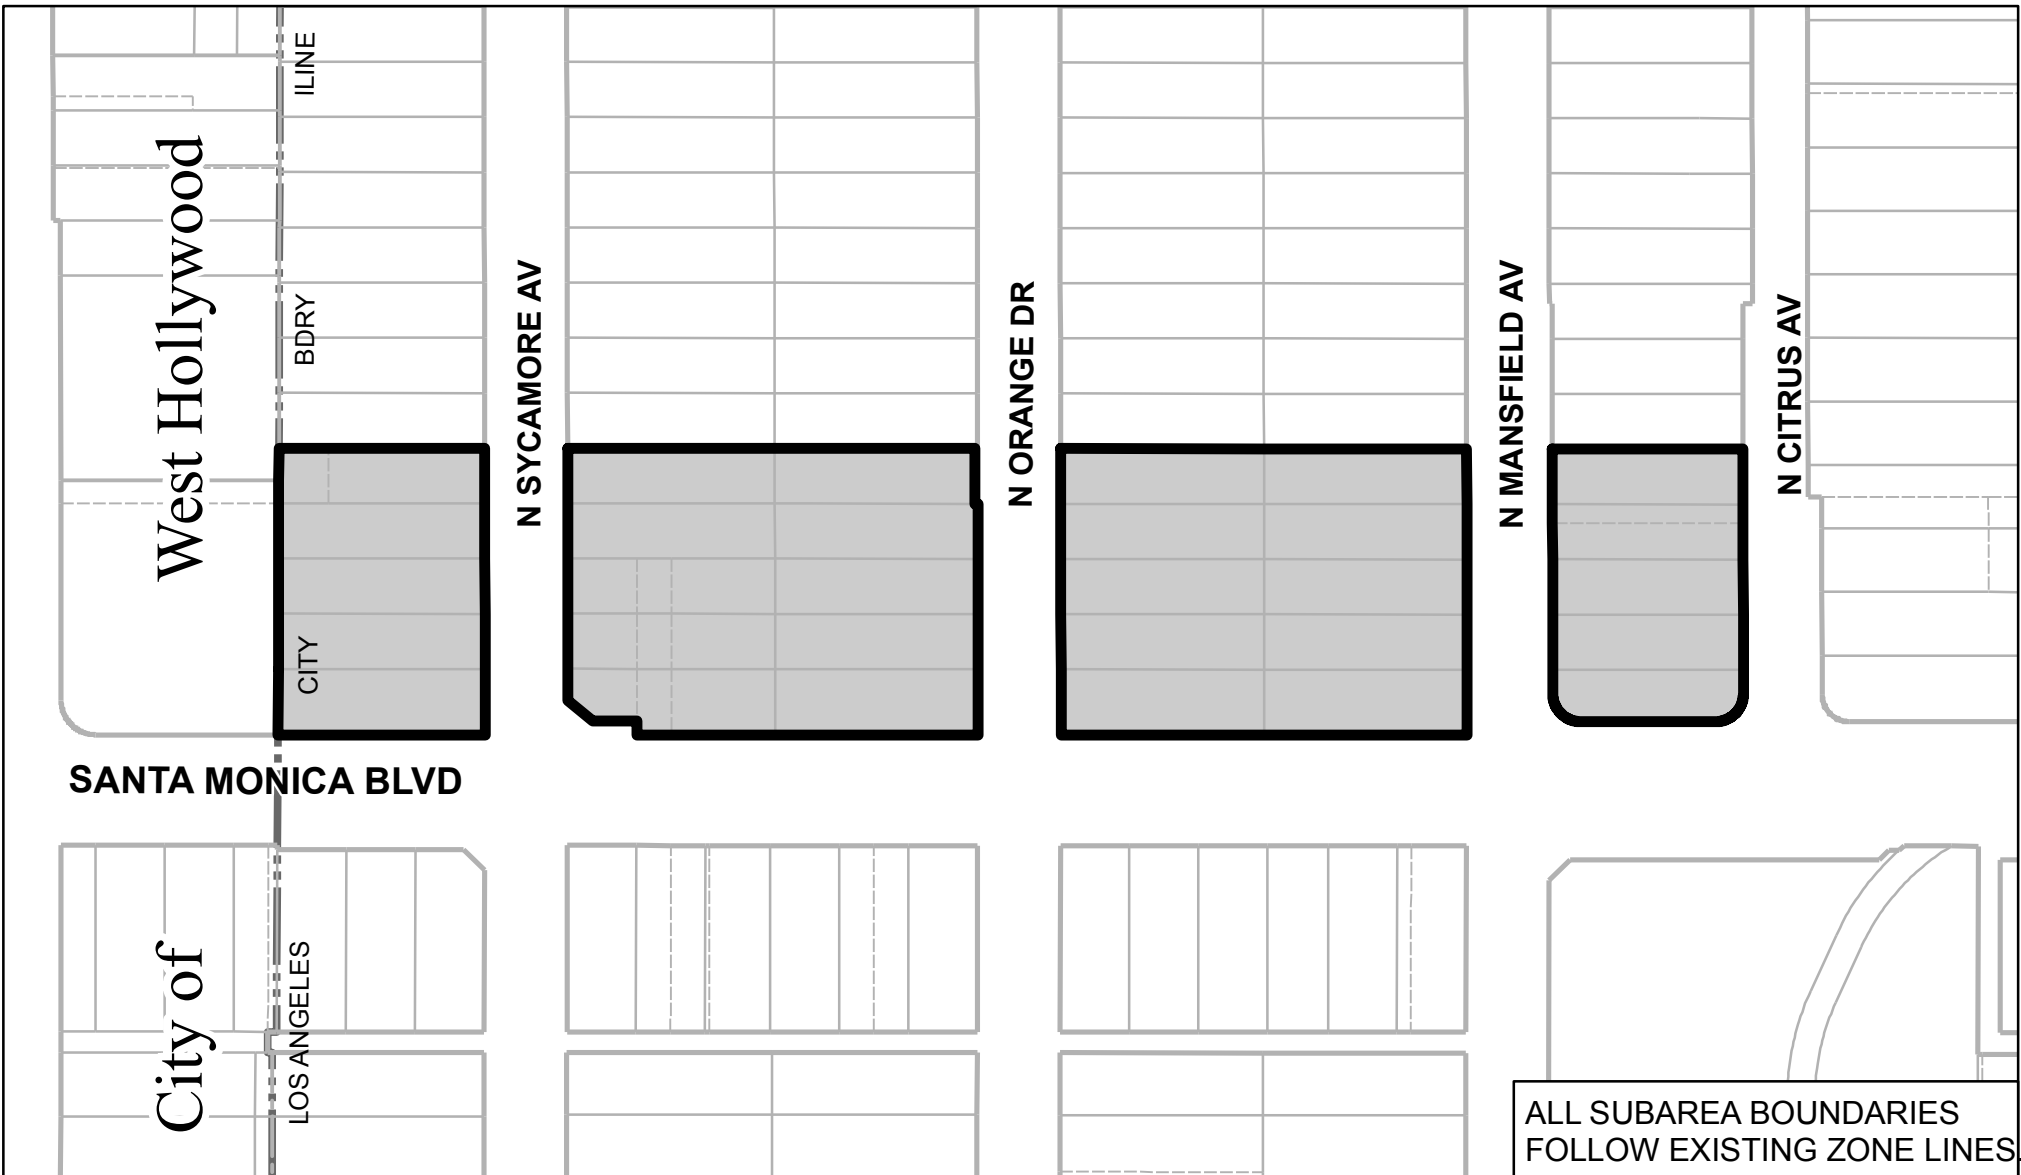 City of West Hollywood
CITY BDRY ILINE
LOS ANGELES
N SYCAMORE AV
N ORANGE DR
N MANSFIELD AV
N CITRUS AV
SANTA MONICA BLVD
ALL SUBAREA BOUNDARIES
FOLLOW EXISTING ZONE LINES.